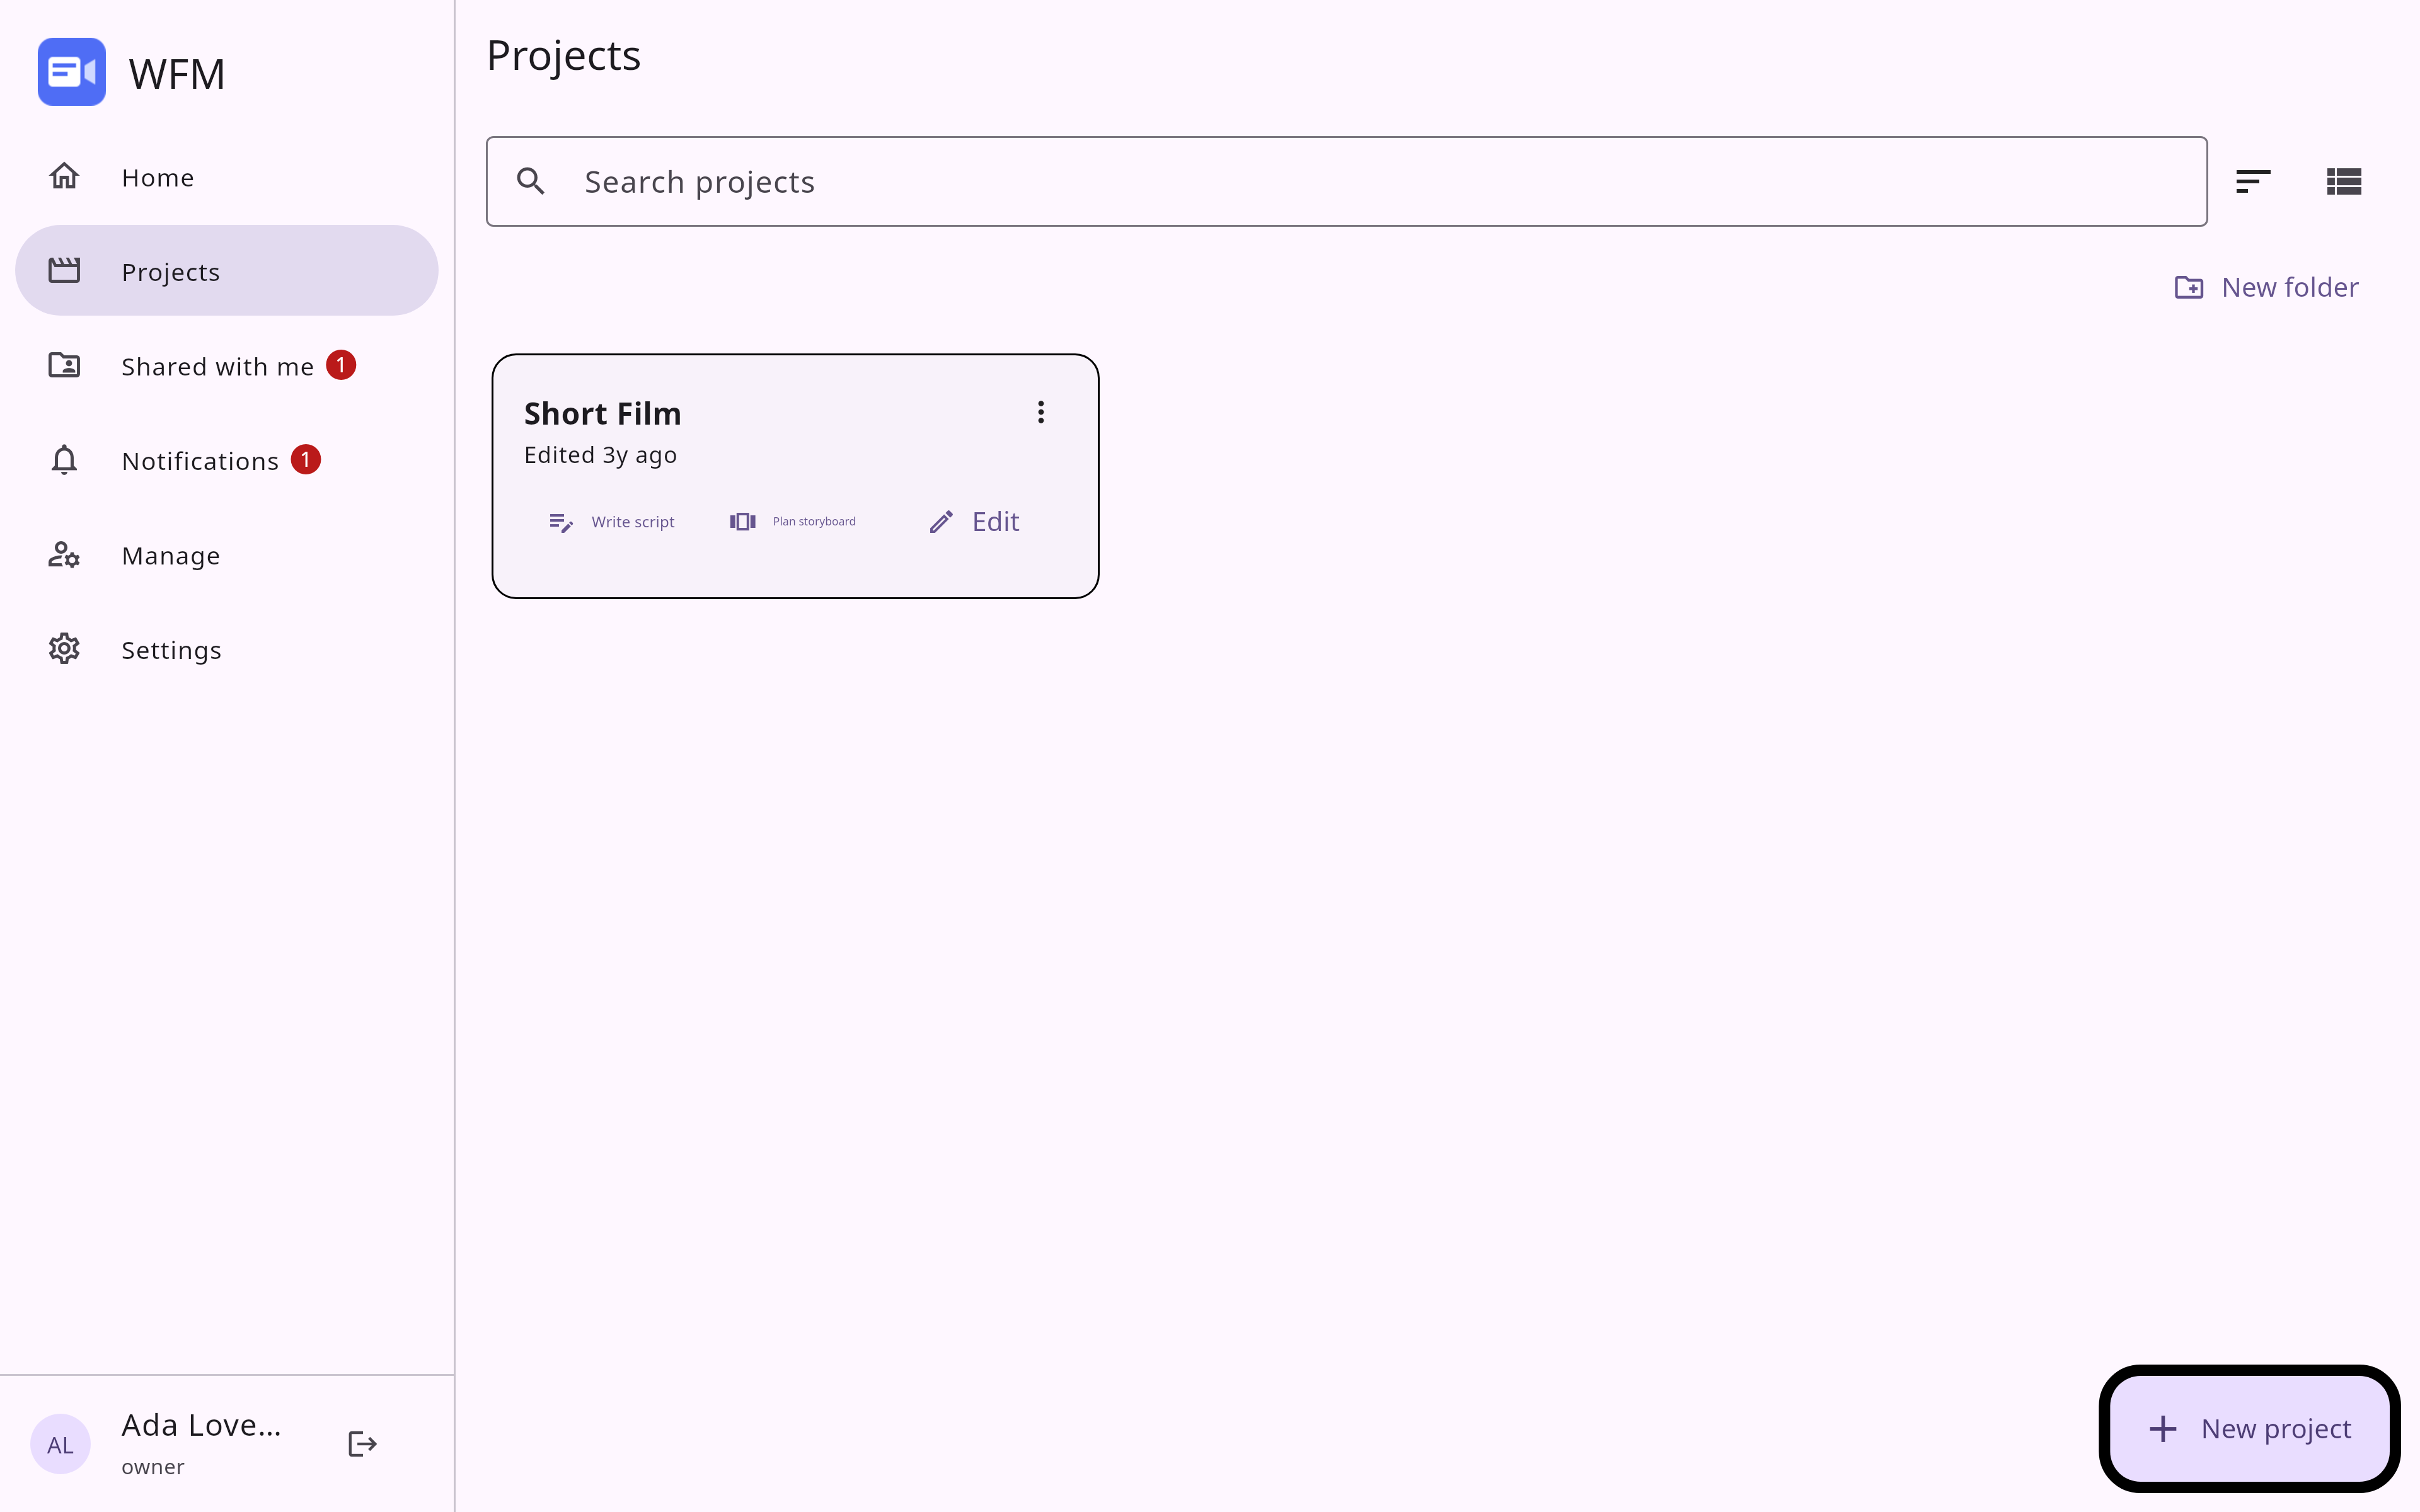 WFM
Home
Projects
Shared with me 1
Notifications 1
Manage
Settings
Ada Love...
AL
owner
Projects
Search projects
New folder
Short Film
Edited 3y ago
Write script
Plan storyboard
Edit
New project